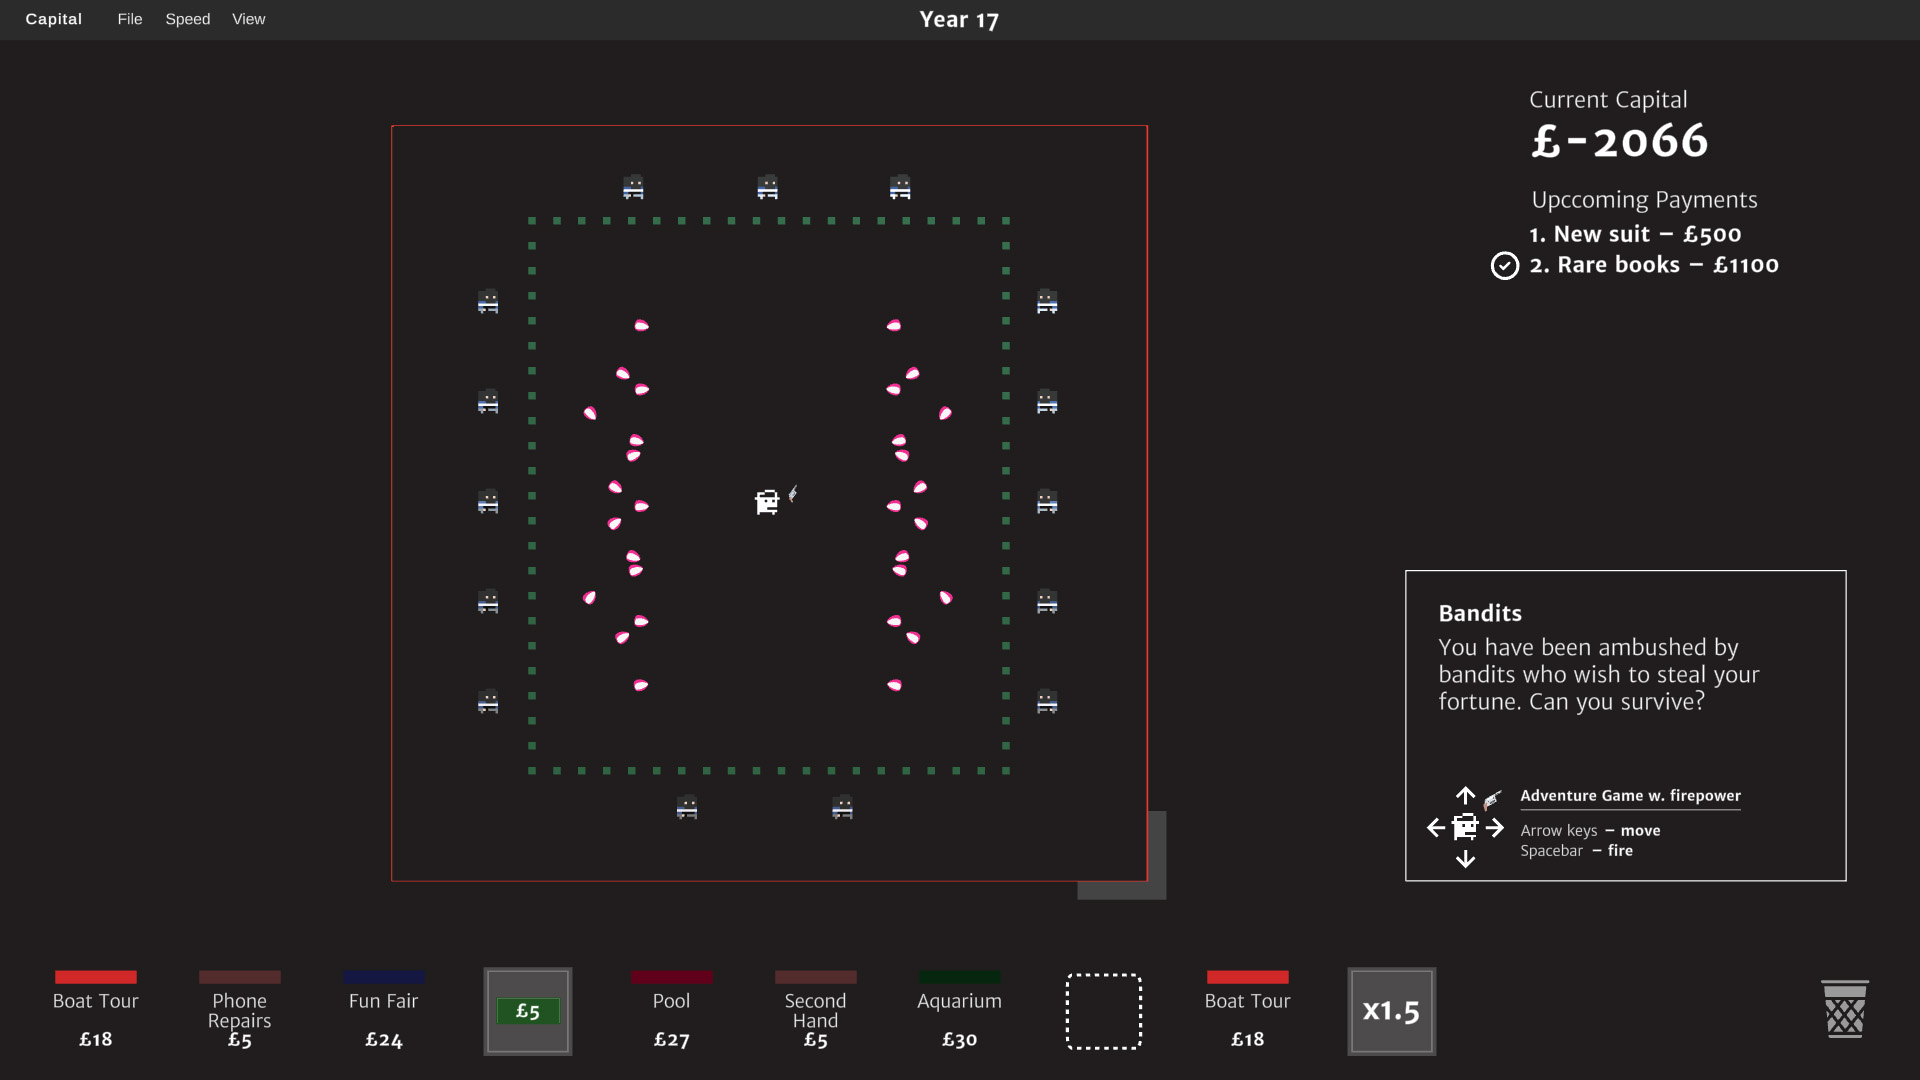 Capital File Speed View
Year 17
Current Capital
£-2066
Upccoming Payments
1. New suit – £500
2. Rare books – £1100
Bandits
You have been ambushed by
bandits who wish to steal your
fortune. Can you survive?
Adventure Game w. firepower
Arrow keys – move
Spacebar – fire
Boat Tour
£18
Phone
Repairs
£5
Fun Fair
£24
£5
Pool
£27
Second
Hand
£5
Aquarium
£30
Boat Tour
£18
x1.5